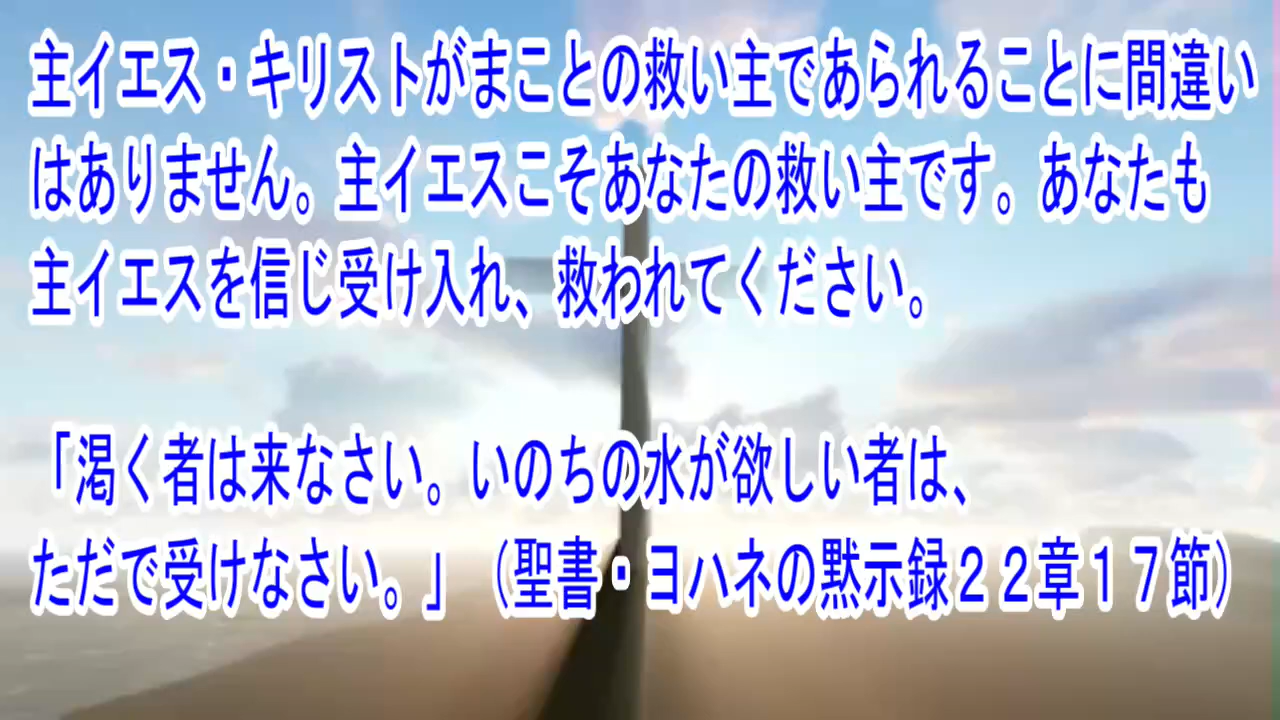 主イエス・キリストがまことの救い主であられることに間違い
はありません。主イエスこそあなたの救い主です。あなたも
主イエスを信じ受け入れ、救われてください。
「渇く者は来なさい。いのちの水が欲しい者は、
ただで受けなさい。」（聖書・ヨハネの黙示録２２章１７節）